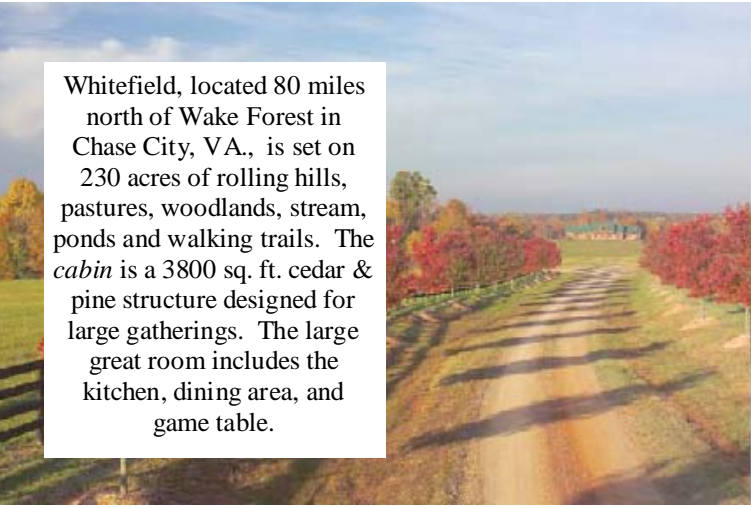 Whitefield, located 80 miles
north of Wake Forest in
Chase City, VA.,  is set on
230 acres of rolling hills,
pastures, woodlands, stream,
ponds and walking trails.  The
cabin is a 3800 sq. ft. cedar &
pine structure designed for
large gatherings.  The large
great room includes the
kitchen, dining area, and
game table.